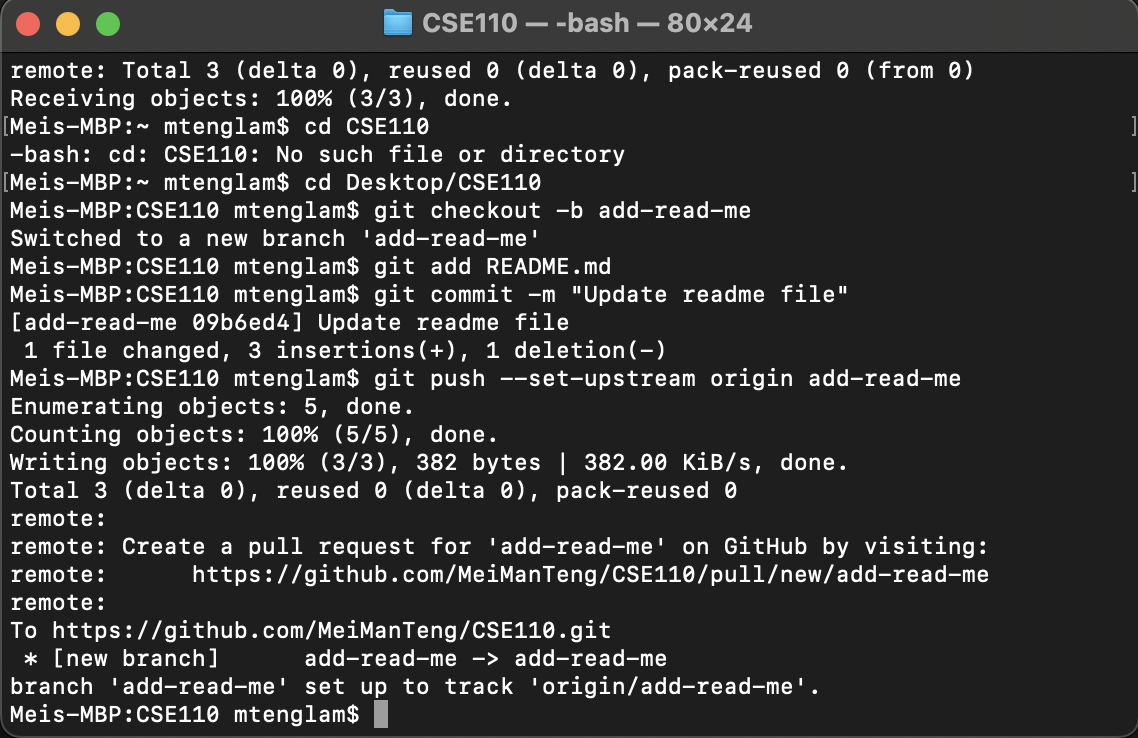 CSE110 — -bash — 80×24
remote: Total 3 (delta 0), reused 0 (delta 0), pack-reused 0 (from 0)
Receiving objects: 100% (3/3), done.
[Meis-MBP:~ mtenglam$ cd CSE110 ]
-bash: cd: CSE110: No such file or directory
[Meis-MBP:~ mtenglam$ cd Desktop/CSE110 ]
Meis-MBP:CSE110 mtenglam$ git checkout -b add-read-me
Switched to a new branch 'add-read-me'
Meis-MBP:CSE110 mtenglam$ git add README.md
Meis-MBP:CSE110 mtenglam$ git commit -m "Update readme file"
[add-read-me 09b6ed4] Update readme file
 1 file changed, 3 insertions(+), 1 deletion(-)
Meis-MBP:CSE110 mtenglam$ git push --set-upstream origin add-read-me
Enumerating objects: 5, done.
Counting objects: 100% (5/5), done.
Writing objects: 100% (3/3), 382 bytes | 382.00 KiB/s, done.
Total 3 (delta 0), reused 0 (delta 0), pack-reused 0
remote:
remote: Create a pull request for 'add-read-me' on GitHub by visiting:
remote:      https://github.com/MeiManTeng/CSE110/pull/new/add-read-me
remote:
To https://github.com/MeiManTeng/CSE110.git
 * [new branch]      add-read-me -> add-read-me
branch 'add-read-me' set up to track 'origin/add-read-me'.
Meis-MBP:CSE110 mtenglam$